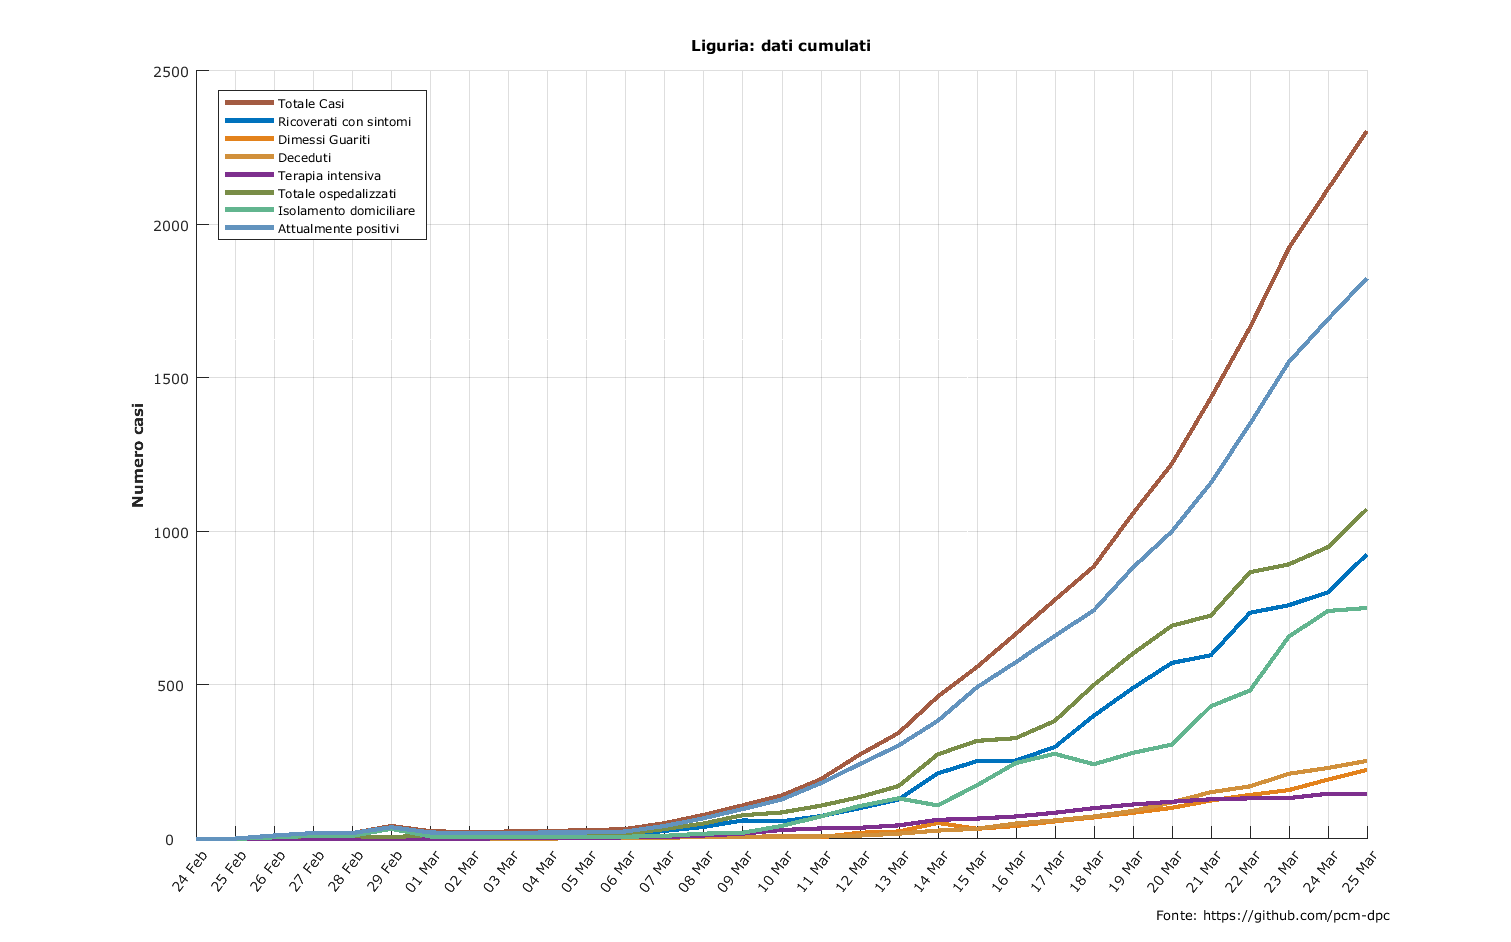 Liguria: dati cumulati
2500
2000
1500
1000
500
0
Numero casi
Totale Casi
Ricoverati con sintomi
Dimessi Guariti
Deceduti
Terapia intensiva
Totale ospedalizzati
Isolamento domiciliare
Attualmente positivi
24 Feb
25 Feb
26 Feb
27 Feb
28 Feb
29 Feb
01 Mar
02 Mar
03 Mar
04 Mar
05 Mar
06 Mar
07 Mar
08 Mar
09 Mar
10 Mar
11 Mar
12 Mar
13 Mar
14 Mar
15 Mar
16 Mar
17 Mar
18 Mar
19 Mar
20 Mar
21 Mar
22 Mar
23 Mar
24 Mar
25 Mar
Fonte: https://github.com/pcm-dpc